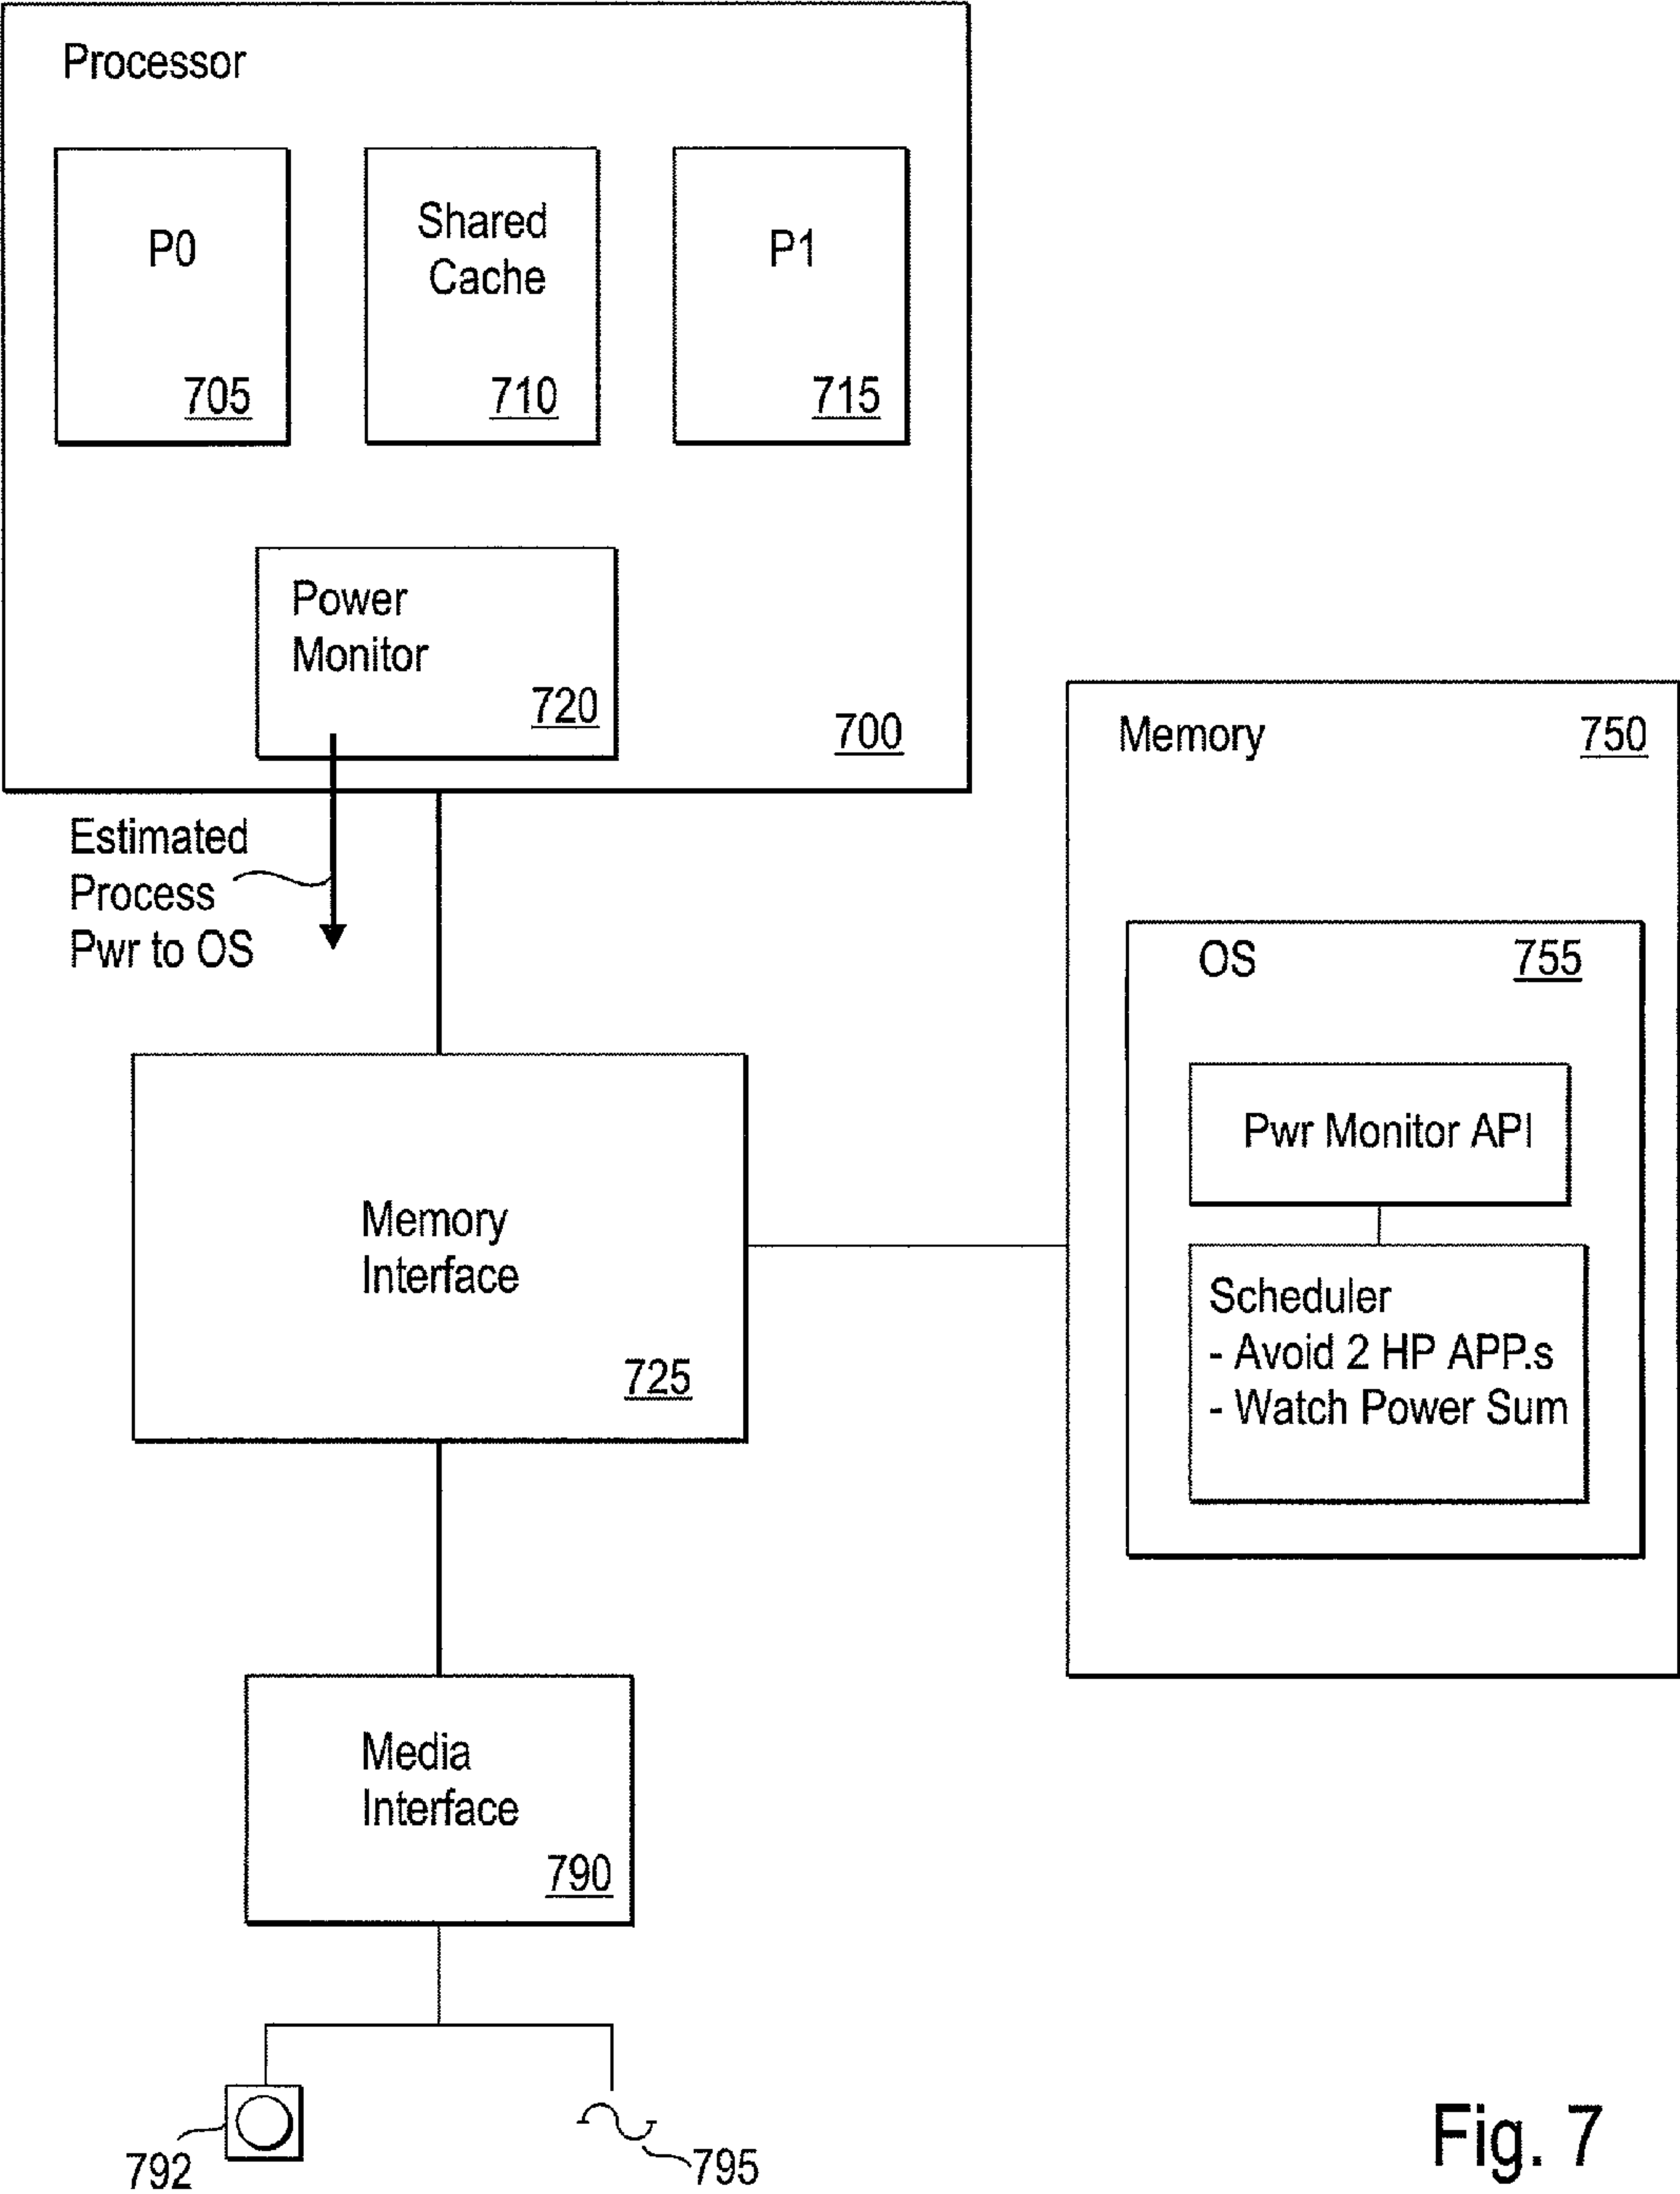 Processor
P0
705
Shared
Cache
710
P1
715
Power
Monitor
720
700
Estimated
Process
Pwr to OS
Memory
750
OS
755
Pwr Monitor API
Scheduler
- Avoid 2 HP APP.s
- Watch Power Sum
Memory
Interface
725
Media
Interface
790
792
795
Fig. 7